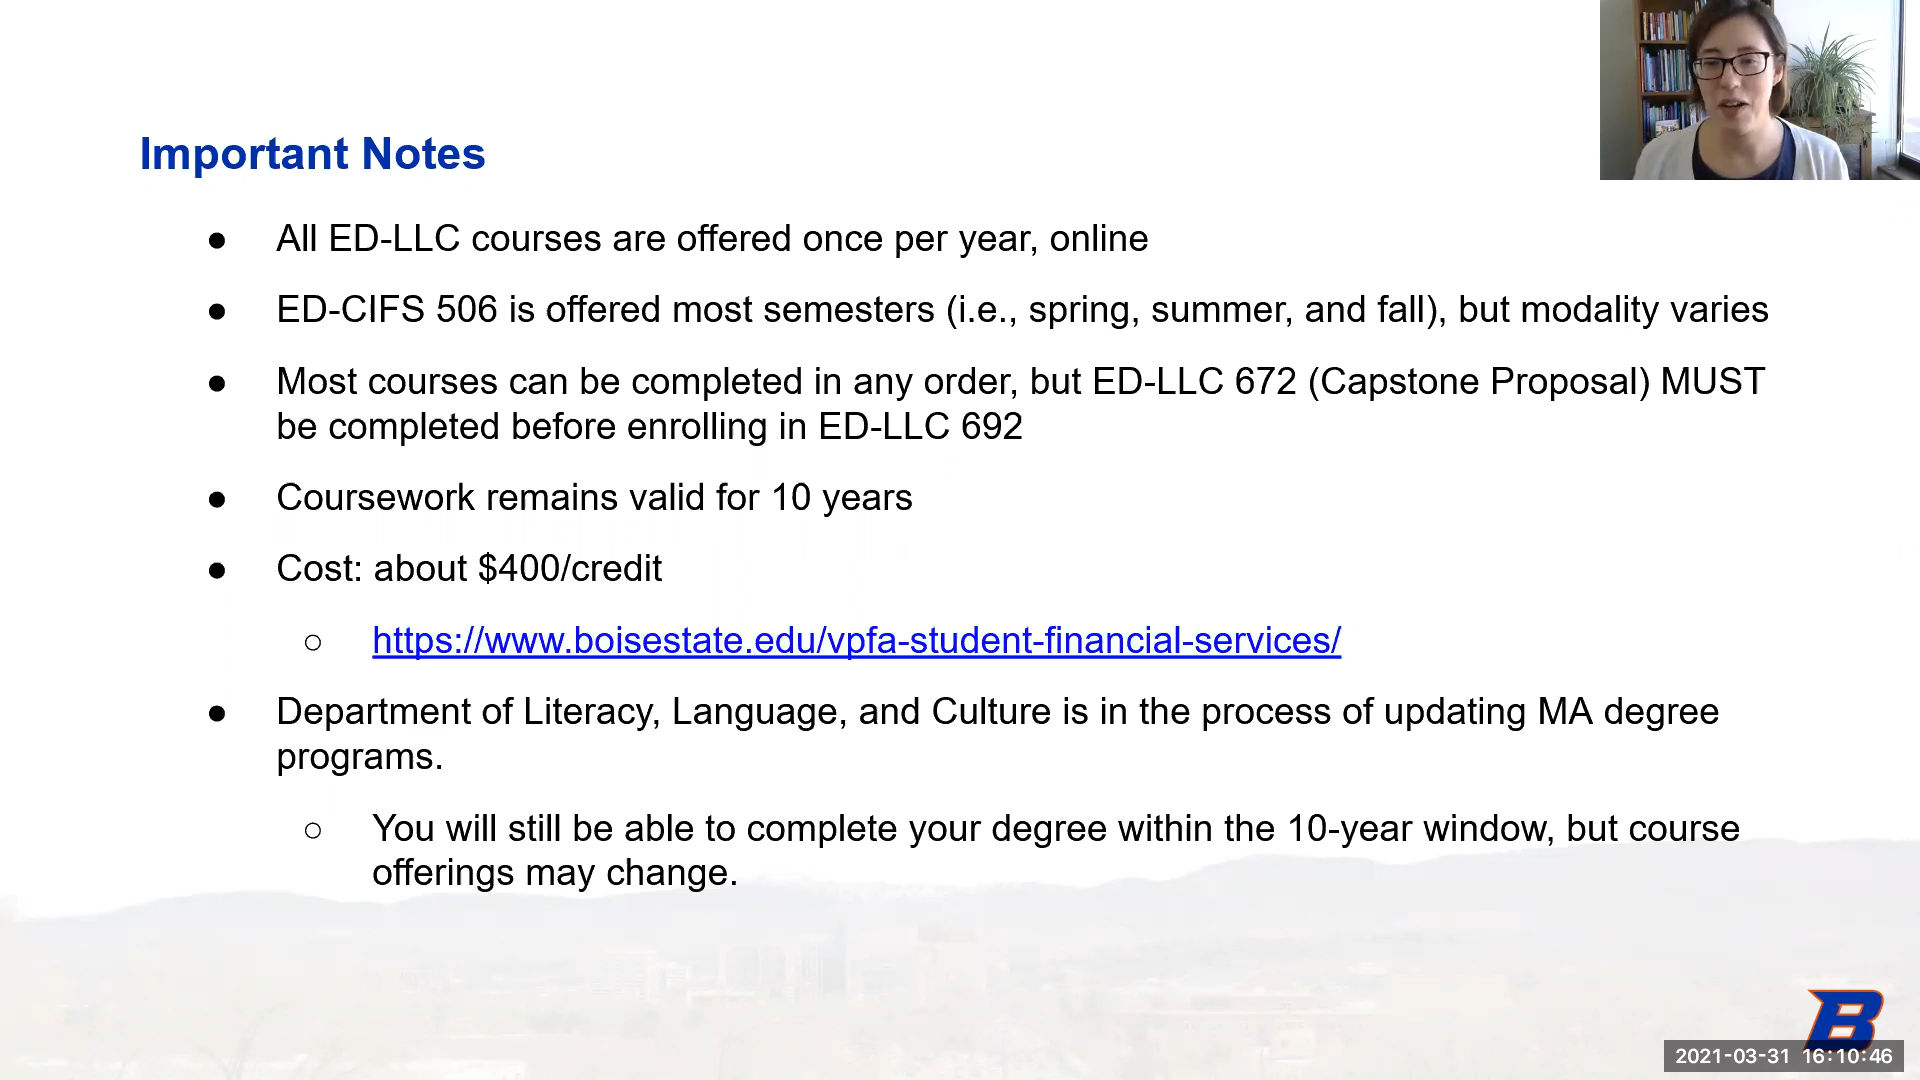 Important Notes
● All ED-LLC courses are offered once per year, online
● ED-CIFS 506 is offered most semesters (i.e., spring, summer, and fall), but modality varies
● Most courses can be completed in any order, but ED-LLC 672 (Capstone Proposal) MUST
be completed before enrolling in ED-LLC 692
● Coursework remains valid for 10 years
● Cost: about $400/credit
○ https://www.boisestate.edu/vpfa-student-financial-services/
● Department of Literacy, Language, and Culture is in the process of updating MA degree
programs.
○ You will still be able to complete your degree within the 10-year window, but course
offerings may change.
B
2021-03-31 16:10:46